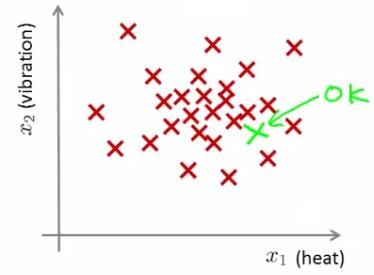 x₂ (vibration)
OK
x₁ (heat)